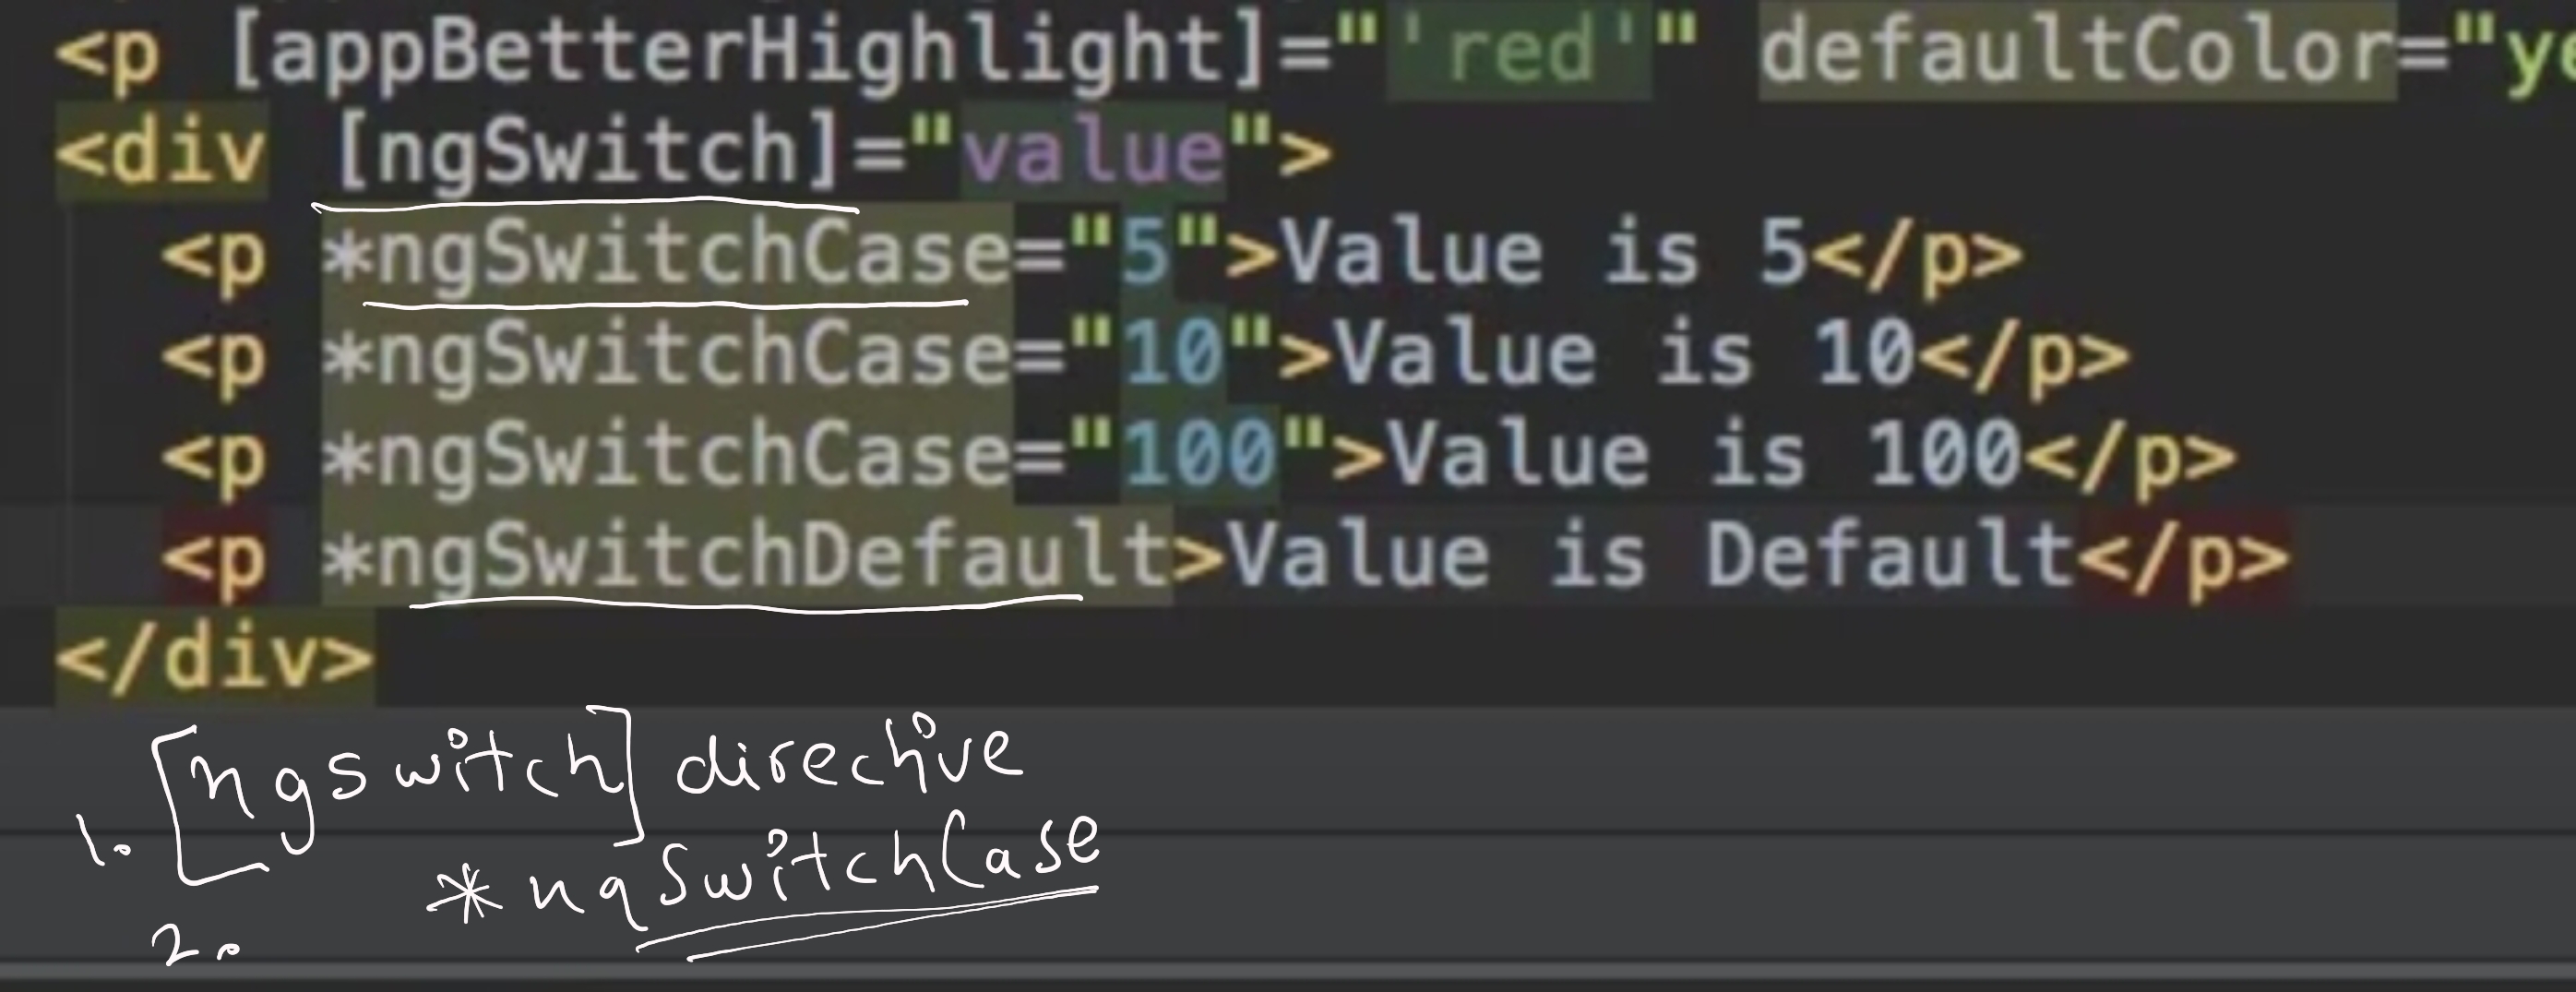 <p [appBetterHighlight]="'red'" defaultColor="ye
<div [ngSwitch]="value">
<p *ngSwitchCase="5">Value is 5</p>
<p *ngSwitchCase="10">Value is 10</p>
<p *ngSwitchCase="100">Value is 100</p>
<p *ngSwitchDefault>Value is Default</p>
</div>
1. [ngswitch] directive
2. *ngSwitchCase